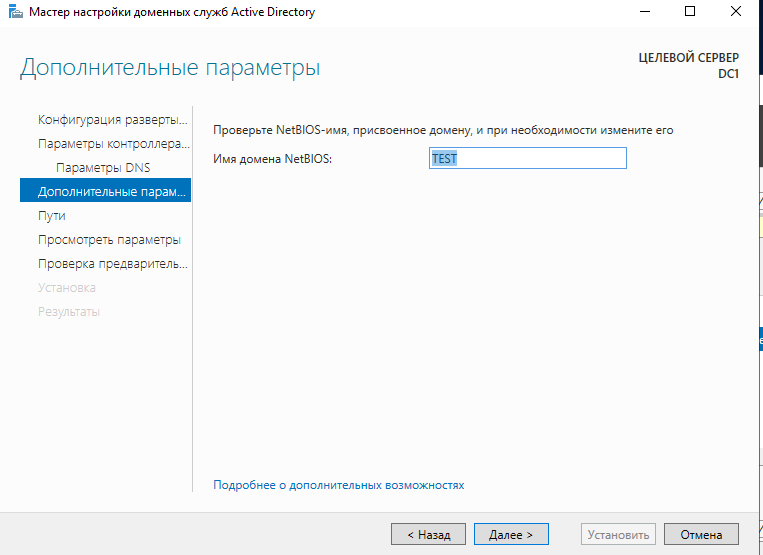 Мастер настройки доменных служб Active Directory
Дополнительные параметры
ЦЕЛЕВОЙ СЕРВЕР
DC1
Конфигурация разверты...
Параметры контроллера...
Параметры DNS
Дополнительные парам...
Пути
Просмотреть параметры
Проверка предваритель...
Установка
Результаты
Проверьте NetBIOS-имя, присвоенное домену, и при необходимости измените его
Имя домена NetBIOS:
TEST
Подробнее о дополнительных возможностях
< Назад
Далее >
Установить
Отмена